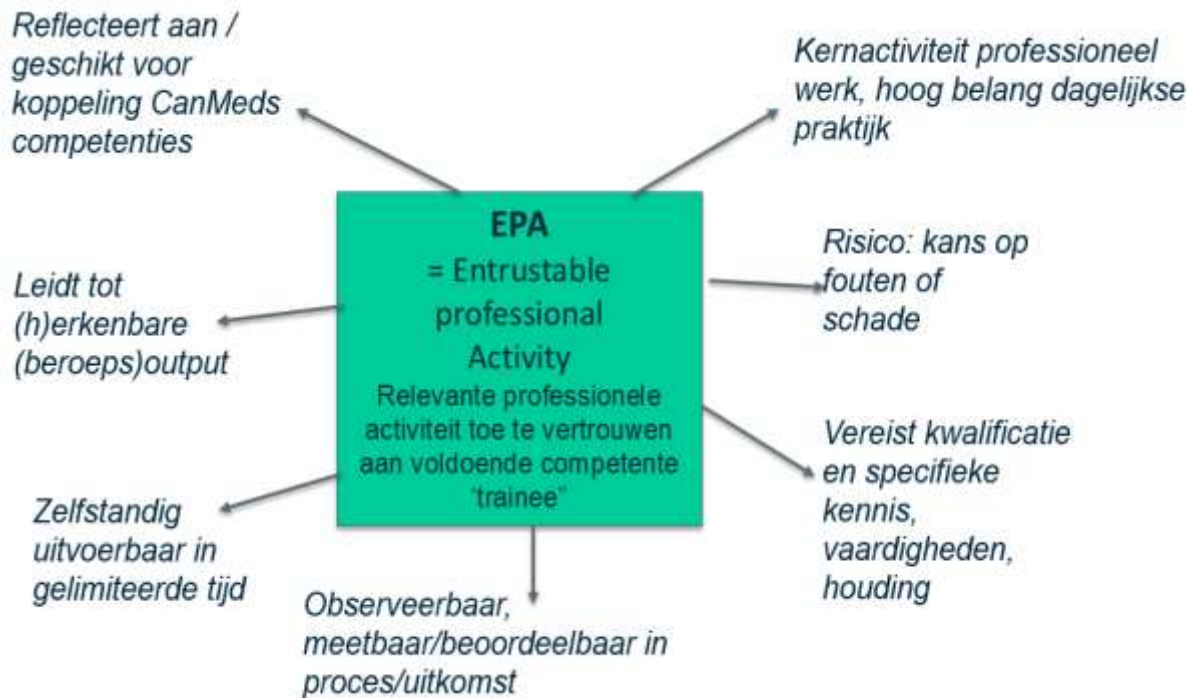 Reflecteert aan /
geschikt voor
koppeling CanMeds
competenties
Kernactiviteit professioneel
werk, hoog belang dagelijkse
praktijk
EPA
= Entrustable
professional
Activity
Relevante professionele
activiteit toe te vertrouwen
aan voldoende competente
'trainee"
Leidt tot
(h)erkenbare
(beroeps)output
Risico: kans op
fouten of
schade
Zelfstandig
uitvoerbaar in
gelimiteerde tijd
Vereist kwalificatie
en specifieke
kennis,
vaardigheden,
houding
Observeerbaar,
meetbaar/beoordeelbaar in
proces/uitkomst